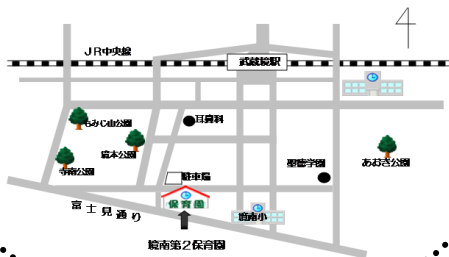 JR中央線
武蔵境駅
もみじ山公園
耳鼻科
境本公園
寺南公園
聖徳学園
あおき公園
駐車場
保育園
富士見通り
境南小
境南第2保育園